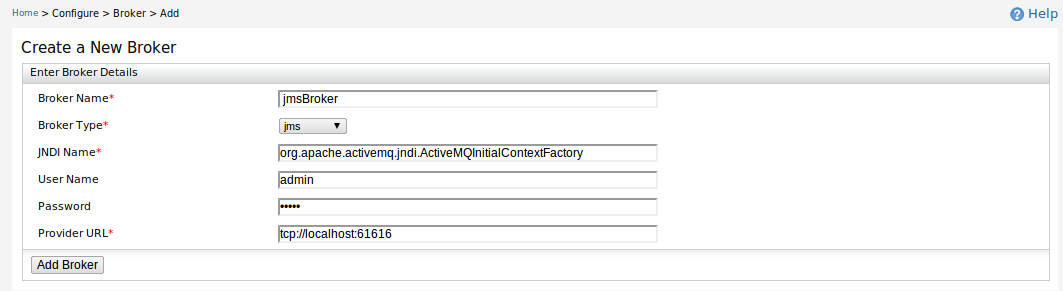 Home > Configure > Broker > Add
Help
Create a New Broker
Enter Broker Details
Broker Name* jmsBroker
Broker Type* jms
JNDI Name* org.apache.activemq.jndi.ActiveMQInitialContextFactory
User Name admin
Password •••••
Provider URL* tcp://localhost:61616
Add Broker